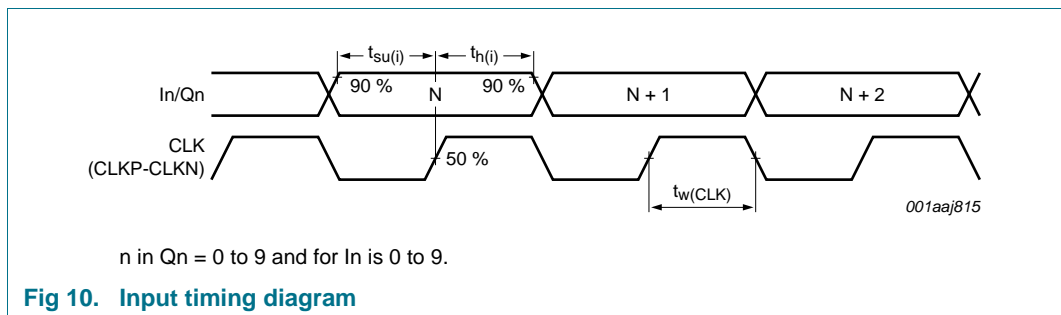 tsu(i) th(i)
In/Qn 90 % N 90 % N + 1 N + 2
CLK
(CLKP-CLKN) 50 %
tw(CLK)
001aaj815
n in Qn = 0 to 9 and for In is 0 to 9.
Fig 10. Input timing diagram